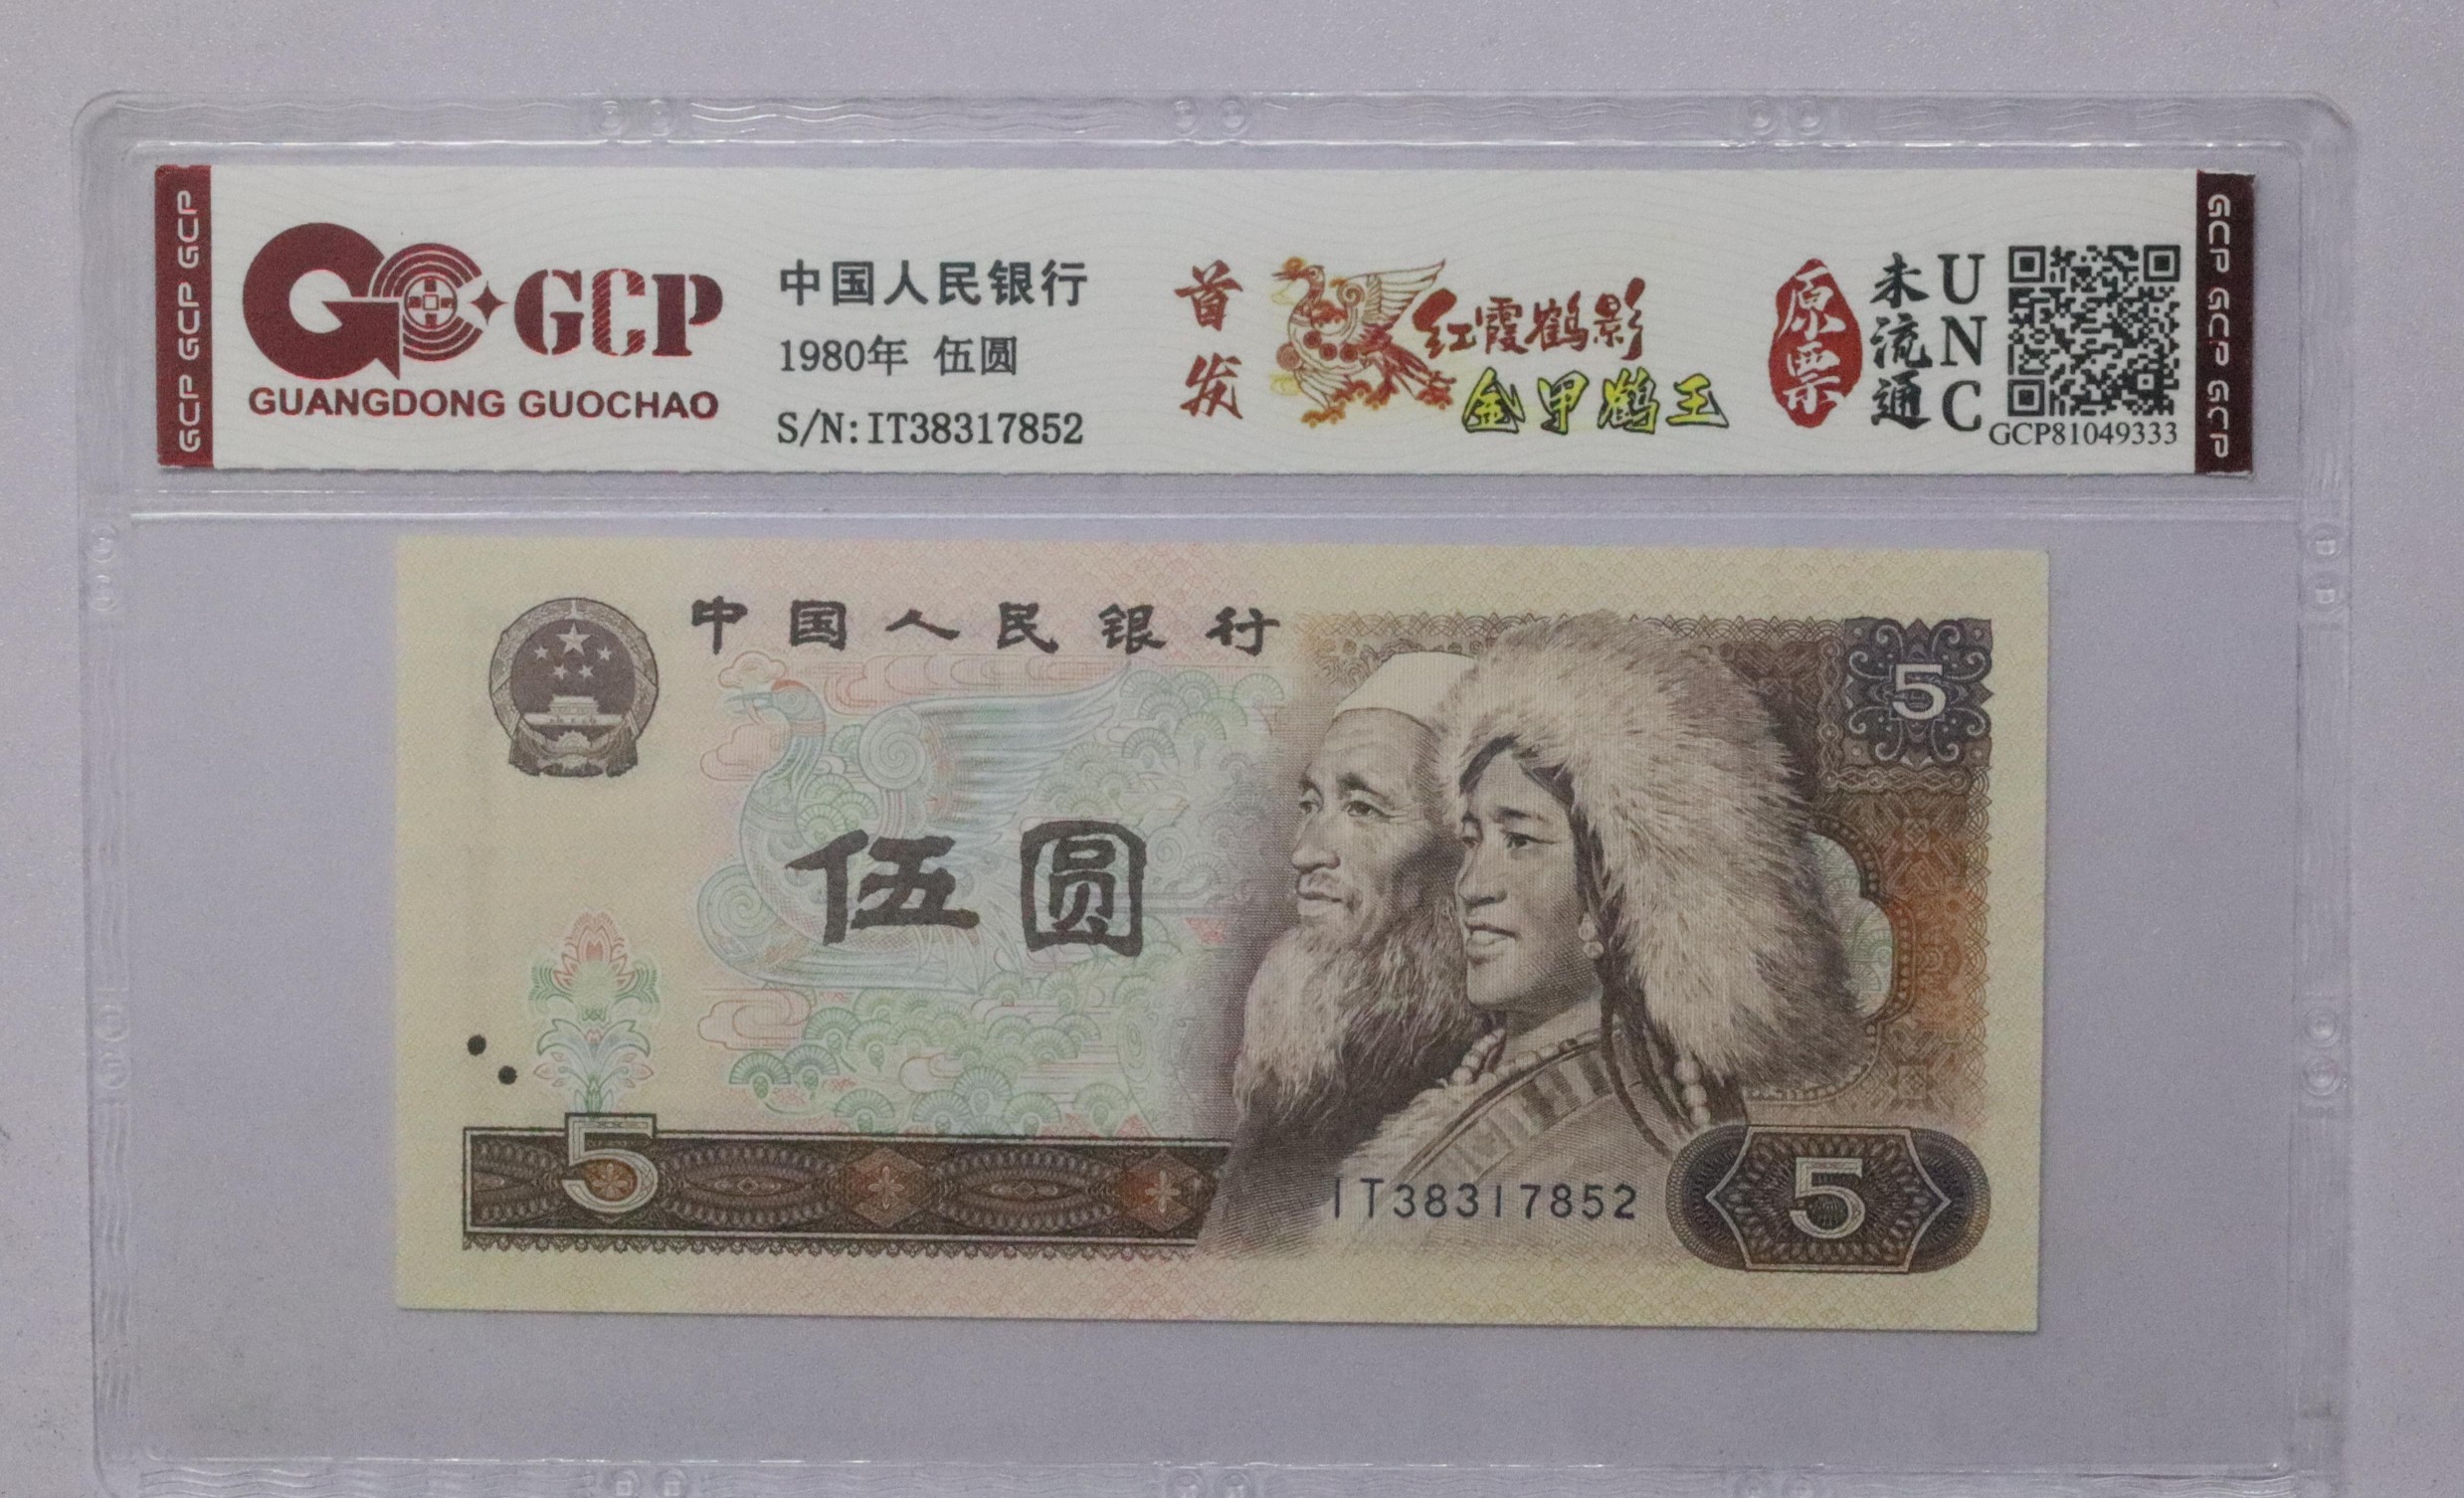 GCP GCP GCP
GCP
GUANGDONG GUOCHAO
中国人民银行
1980年 伍圆
S/N:IT38317852
首发
红霞鹤影
金甲鹤王
原票
未流通
UNC
GCP81049333
GCP GCP GCP
中国人民银行
5
伍圆
5
IT38317852
5